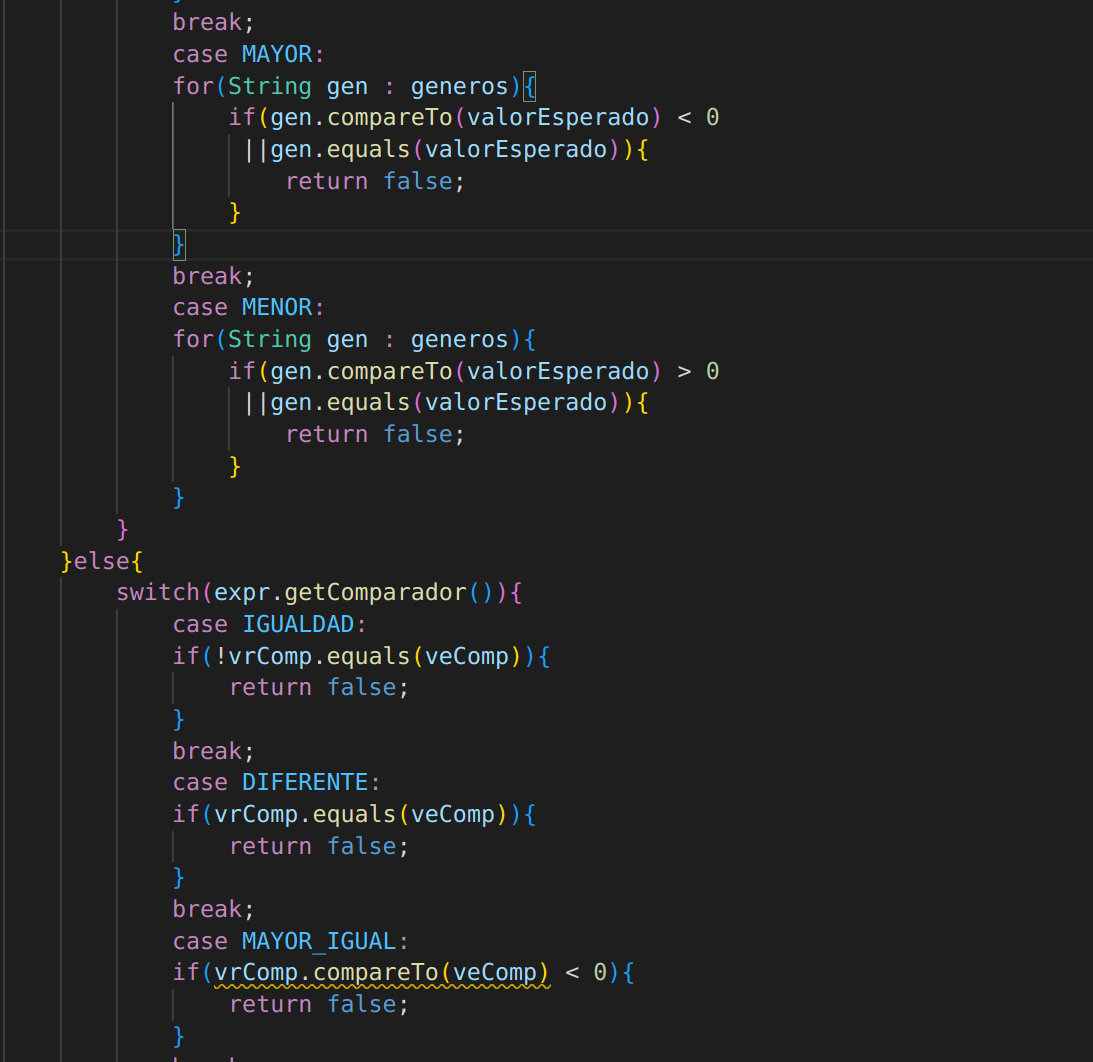 break;
case MAYOR:
for(String gen : generos){
if(gen.compareTo(valorEsperado) < 0
||gen.equals(valorEsperado)){
return false;
}
}
break;
case MENOR:
for(String gen : generos){
if(gen.compareTo(valorEsperado) > 0
||gen.equals(valorEsperado)){
return false;
}
}
}
}else{
switch(expr.getComparador()){
case IGUALDAD:
if(!vrComp.equals(veComp)){
return false;
}
break;
case DIFERENTE:
if(vrComp.equals(veComp)){
return false;
}
break;
case MAYOR_IGUAL:
if(vrComp.compareTo(veComp) < 0){
return false;
}